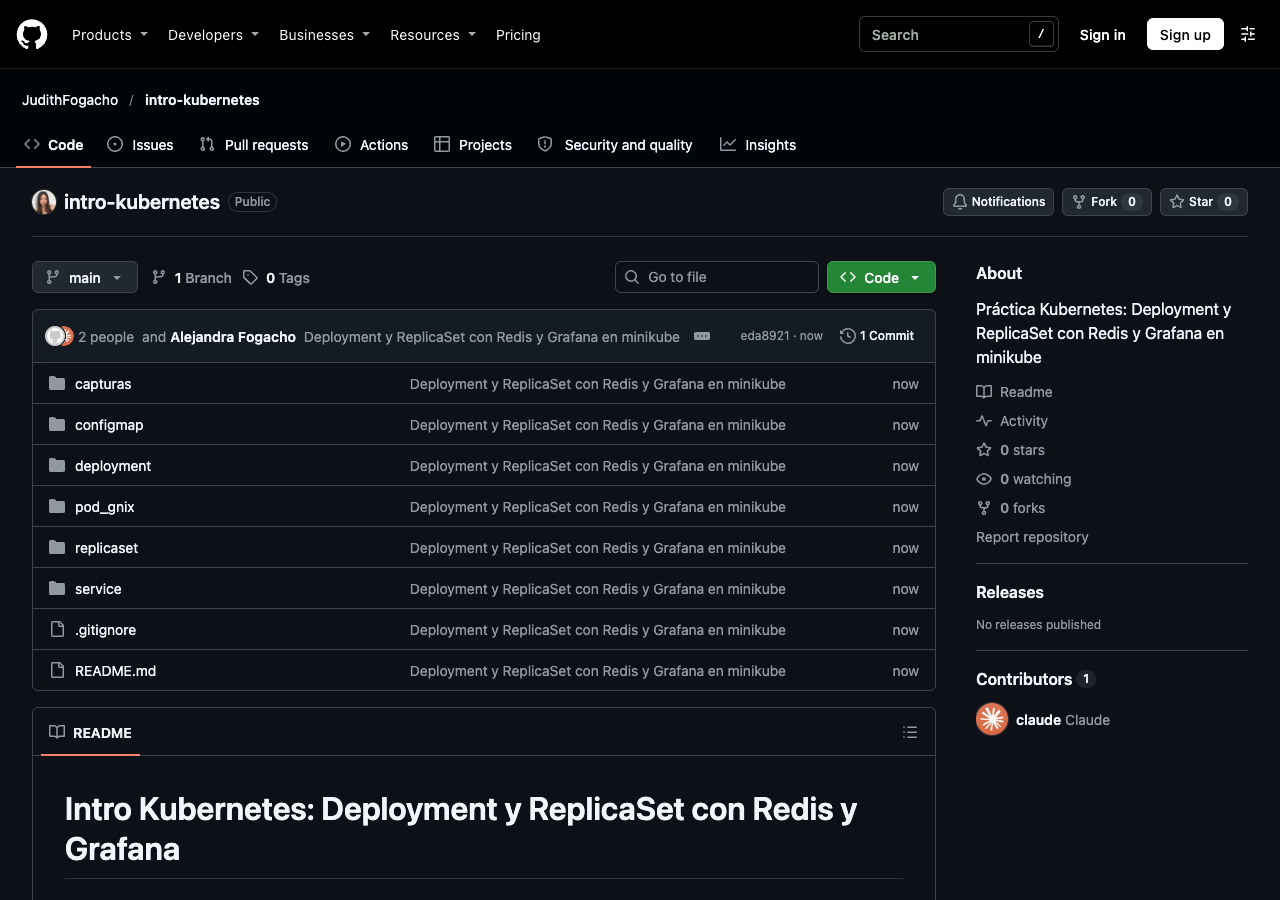 Products Developers Businesses Resources Pricing Search / Sign in Sign up
JudithFogacho / intro-kubernetes
Code Issues Pull requests Actions Projects Security and quality Insights
intro-kubernetes Public Notifications Fork 0 Star 0
main 1 Branch 0 Tags Go to file Code
2 people and Alejandra Fogacho Deployment y ReplicaSet con Redis y Grafana en minikube eda8921 · now 1 Commit
capturas Deployment y ReplicaSet con Redis y Grafana en minikube now
configmap Deployment y ReplicaSet con Redis y Grafana en minikube now
deployment Deployment y ReplicaSet con Redis y Grafana en minikube now
pod_gnix Deployment y ReplicaSet con Redis y Grafana en minikube now
replicaset Deployment y ReplicaSet con Redis y Grafana en minikube now
service Deployment y ReplicaSet con Redis y Grafana en minikube now
.gitignore Deployment y ReplicaSet con Redis y Grafana en minikube now
README.md Deployment y ReplicaSet con Redis y Grafana en minikube now
README
Intro Kubernetes: Deployment y ReplicaSet con Redis y
Grafana
About
Práctica Kubernetes: Deployment y
ReplicaSet con Redis y Grafana en
minikube
Readme
Activity
0 stars
0 watching
0 forks
Report repository
Releases
No releases published
Contributors 1
claude Claude